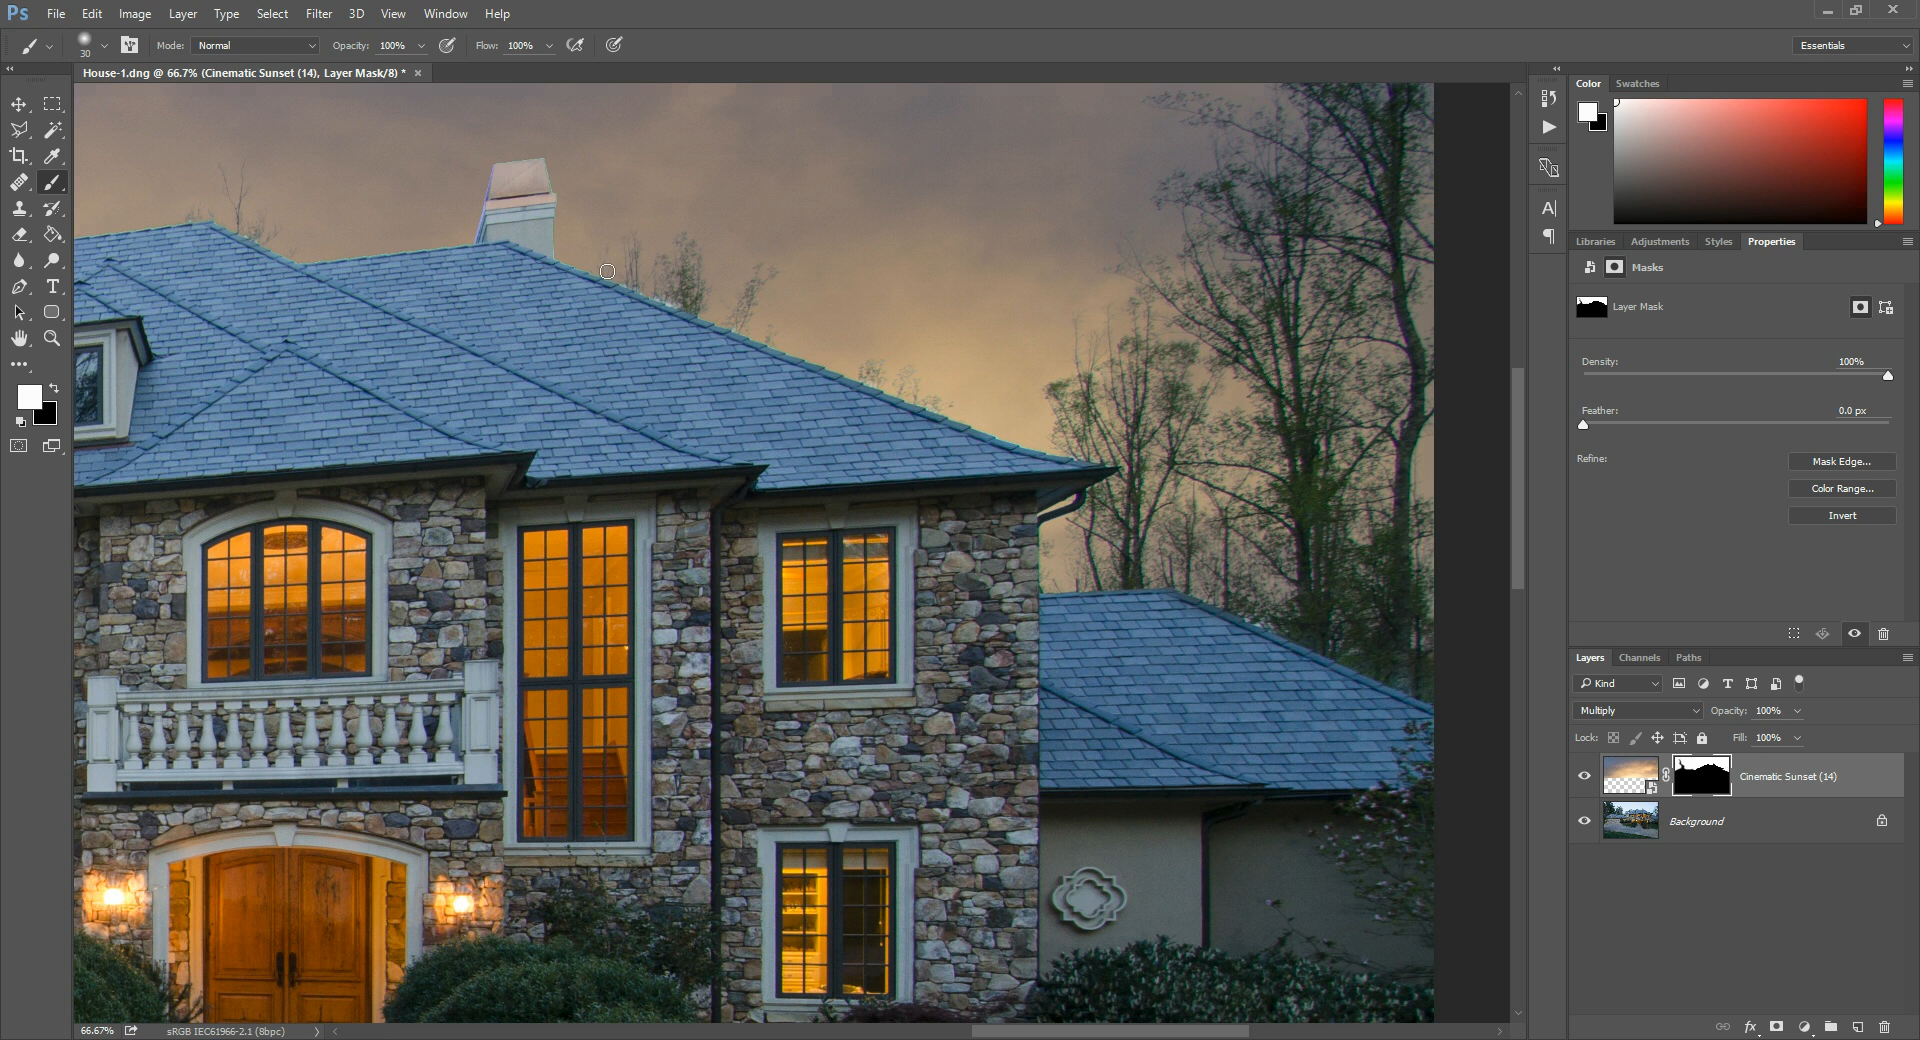 Ps File Edit Image Layer Type Select Filter 3D View Window Help
30 Mode: Normal Opacity: 100% Flow: 100% Essentials
House-1.dng @ 66.7% (Cinematic Sunset (14), Layer Mask/8) *
Color Swatches
Libraries Adjustments Styles Properties
Masks
Layer Mask
Density: 100%
Feather: 0.0 px
Refine: Mask Edge...
Color Range...
Invert
Layers Channels Paths
Kind
Multiply Opacity: 100%
Lock: Fill: 100%
Cinematic Sunset (14)
Background
66.67% sRGB IEC61966-2.1 (8bpc)